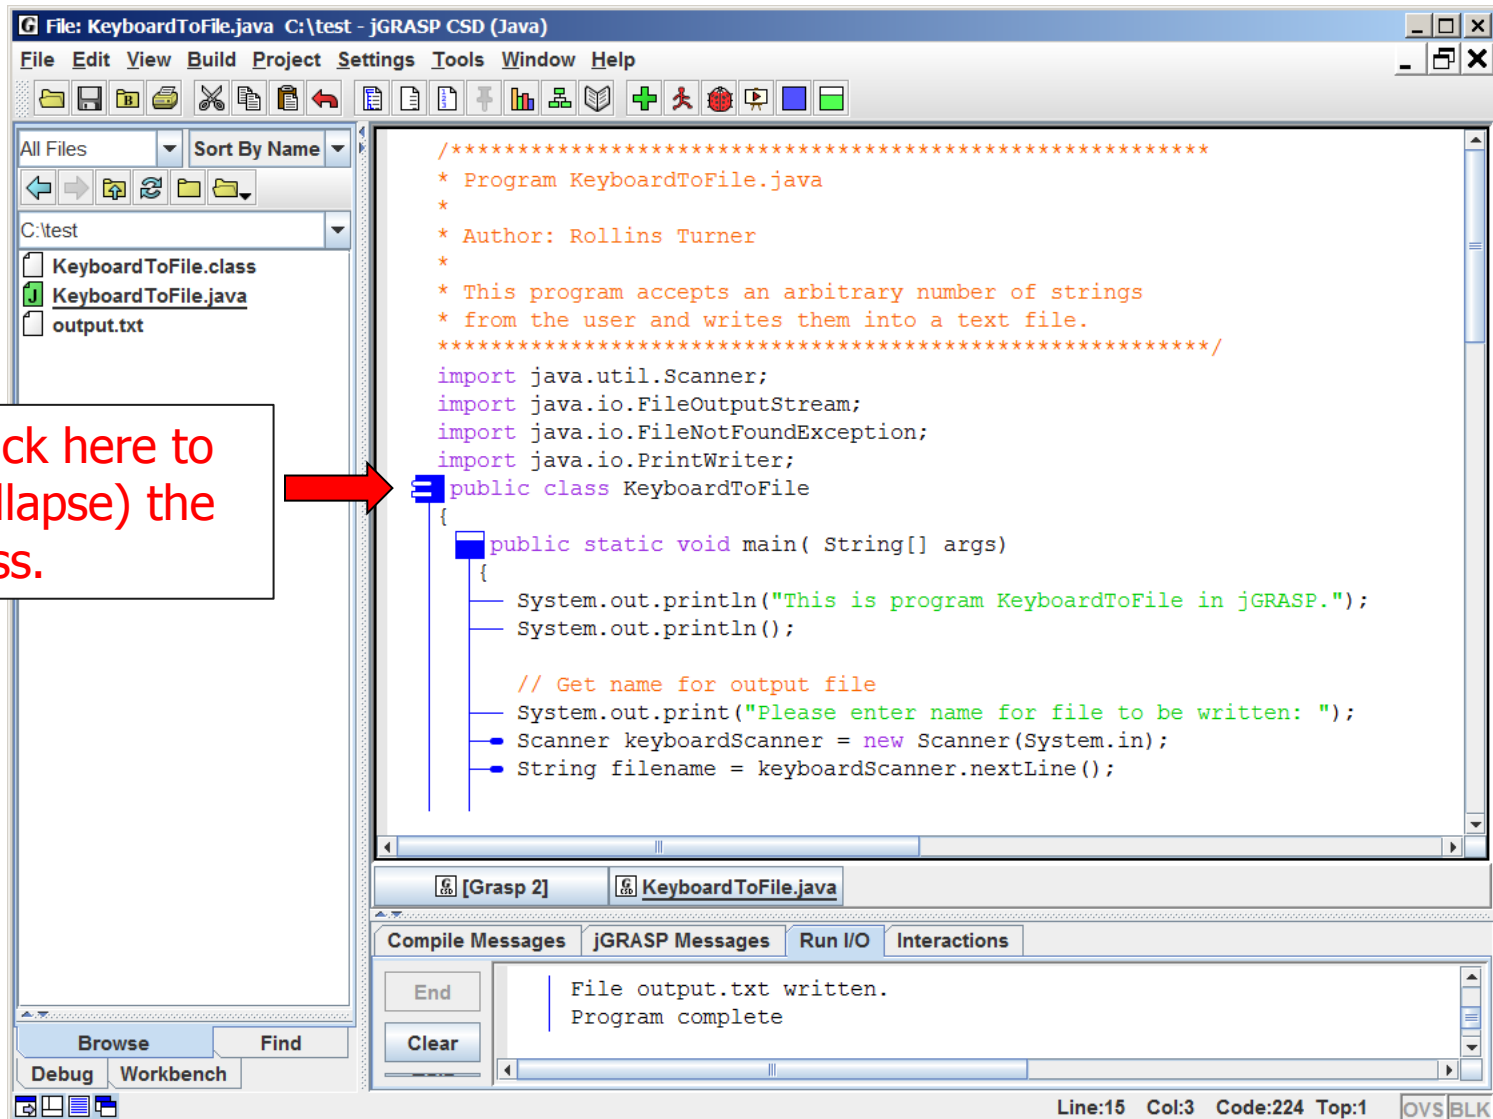 File: KeyboardToFile.java C:\test - jGRASP CSD (Java)
File Edit View Build Project Settings Tools Window Help
All Files
Sort By Name
C:\test
KeyboardToFile.class
KeyboardToFile.java
output.txt
ck here to
llapse) the
ss.
/*********************************************************
* Program KeyboardToFile.java
*
* Author: Rollins Turner
*
* This program accepts an arbitrary number of strings
* from the user and writes them into a text file.
**********************************************************/
import java.util.Scanner;
import java.io.FileOutputStream;
import java.io.FileNotFoundException;
import java.io.PrintWriter;
public class KeyboardToFile
{
public static void main( String[] args)
{
System.out.println("This is program KeyboardToFile in jGRASP.");
System.out.println();
// Get name for output file
System.out.print("Please enter name for file to be written: ");
Scanner keyboardScanner = new Scanner(System.in);
String filename = keyboardScanner.nextLine();
[Grasp 2]
KeyboardToFile.java
Compile Messages
jGRASP Messages
Run I/O
Interactions
End
Clear
File output.txt written.
Program complete
Browse
Find
Debug
Workbench
Line:15 Col:3 Code:224 Top:1
OVS BLK